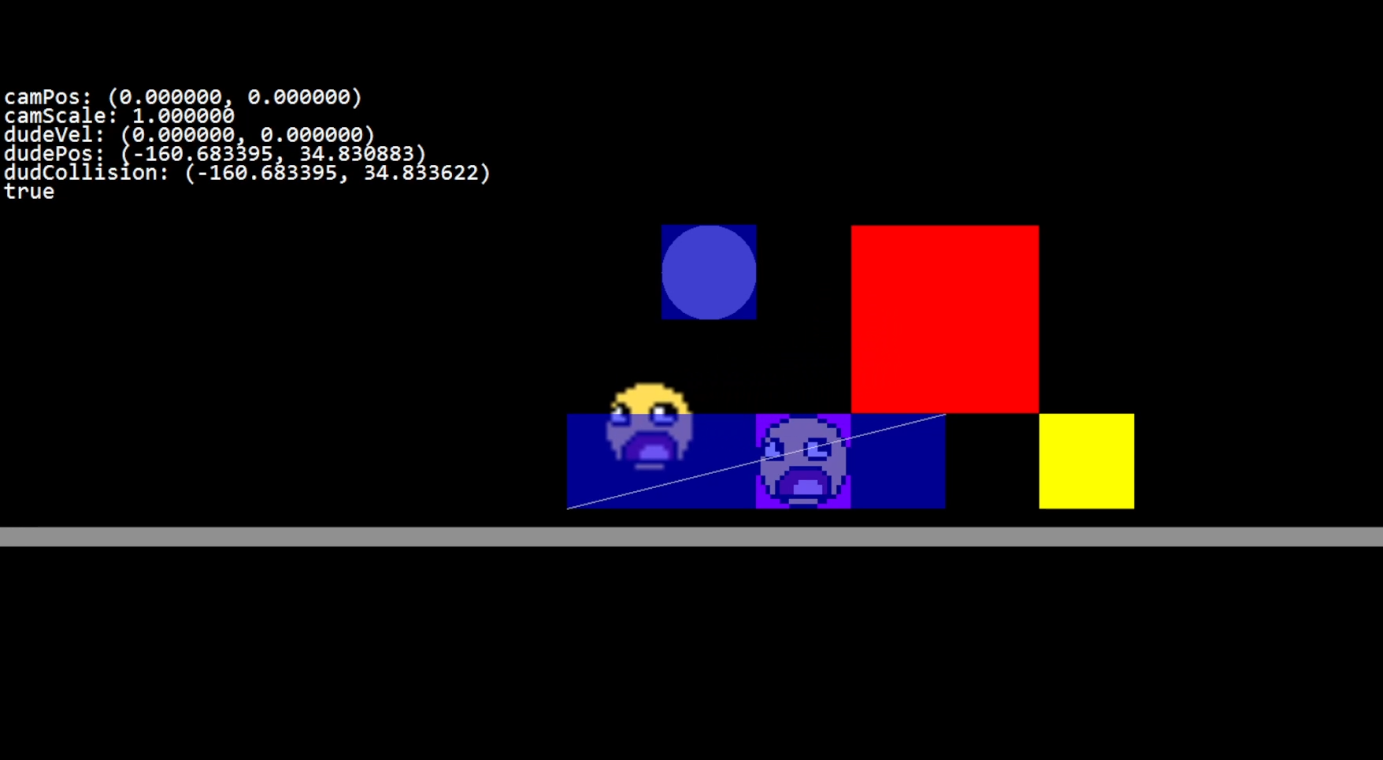 camPos: (0.000000, 0.000000)
camScale: 1.000000
dudeVel: (0.000000, 0.000000)
dudePos: (-160.683395, 34.830883)
dudCollision: (-160.683395, 34.833622)
true